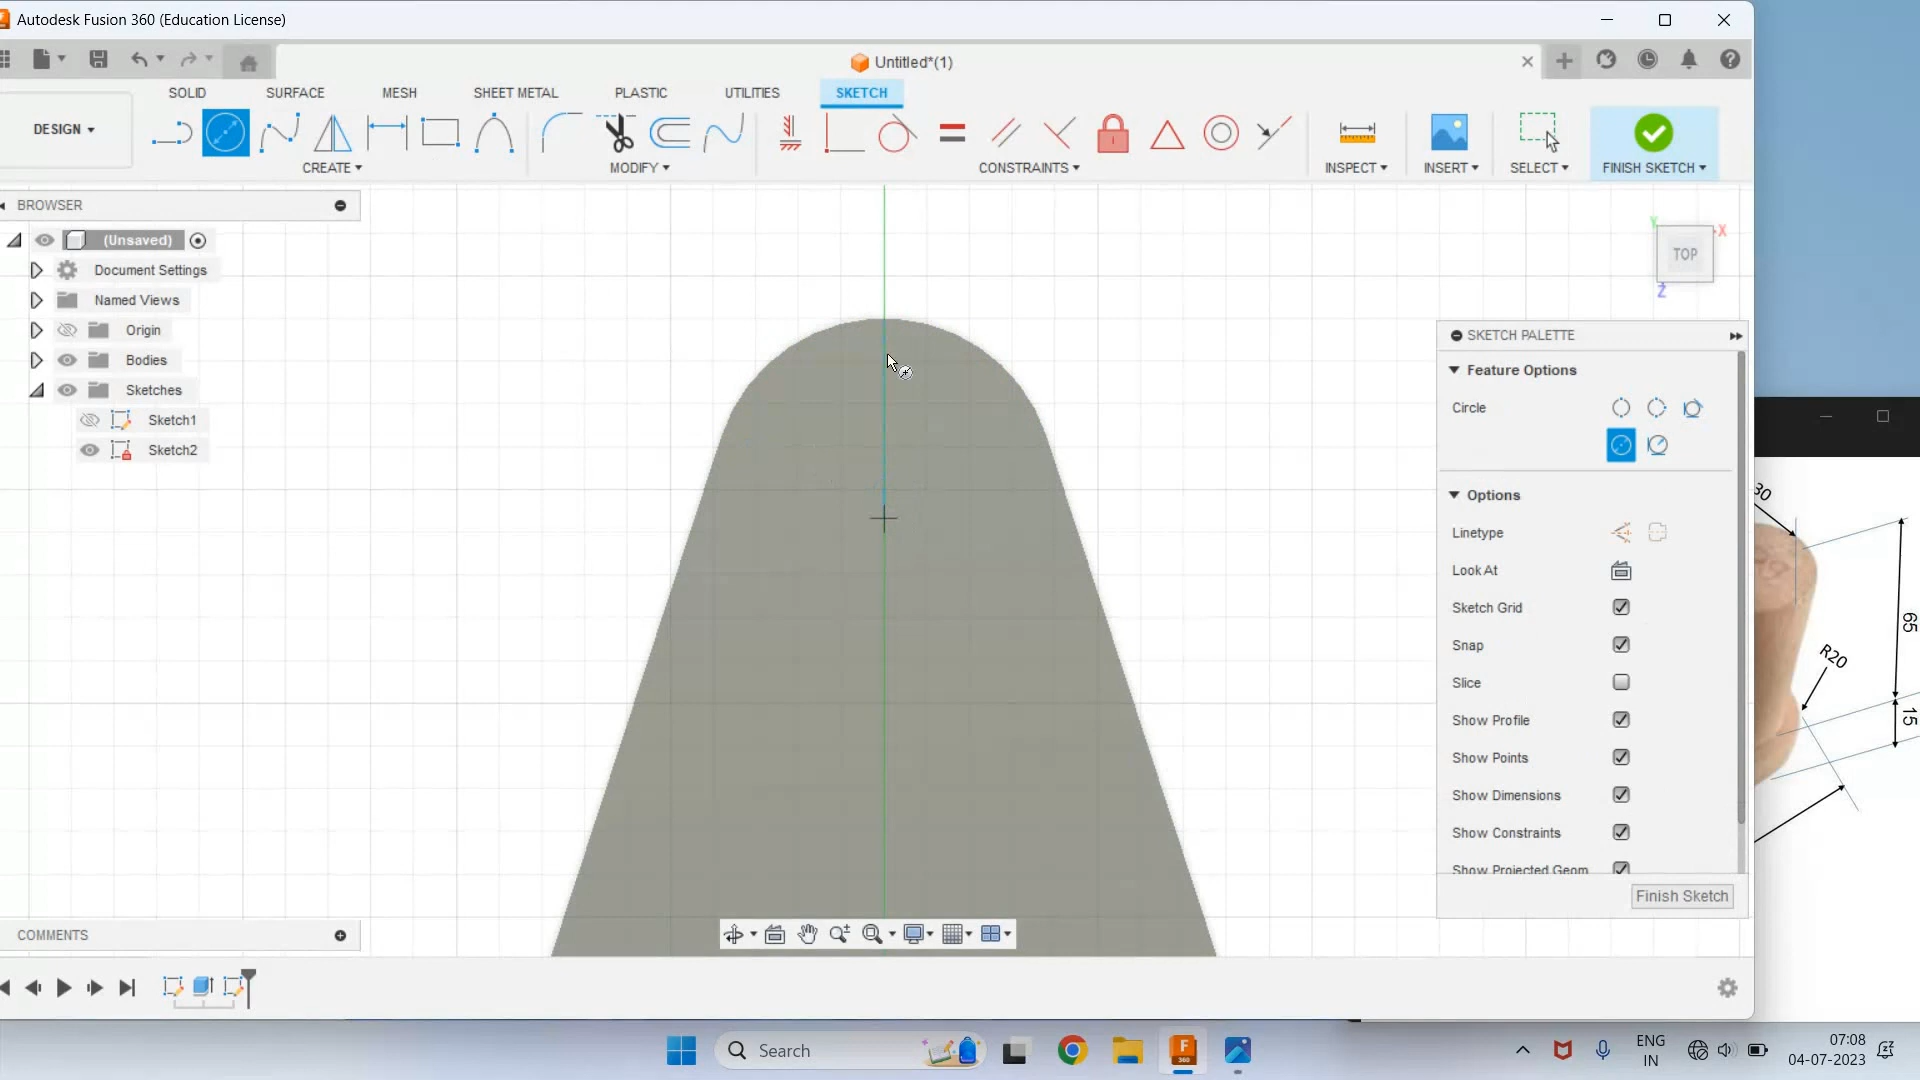 Autodesk Fusion 360 (Education License)
Untitled*(1)
SOLID SURFACE MESH SHEET METAL PLASTIC UTILITIES SKETCH
DESIGN
CREATE MODIFY CONSTRAINTS INSPECT INSERT SELECT FINISH SKETCH
BROWSER
(Unsaved)
Document Settings
Named Views
Origin
Bodies
Sketches
Sketch1
Sketch2
Y X
TOP
Z
SKETCH PALETTE
Feature Options
Circle
Options
Linetype
Look At
Sketch Grid
Snap
Slice
Show Profile
Show Points
Show Dimensions
Show Constraints
Show Projected Geom
Finish Sketch
30
65
R20
15
COMMENTS
Search
F
360
ENG
IN
07:08
04-07-2023